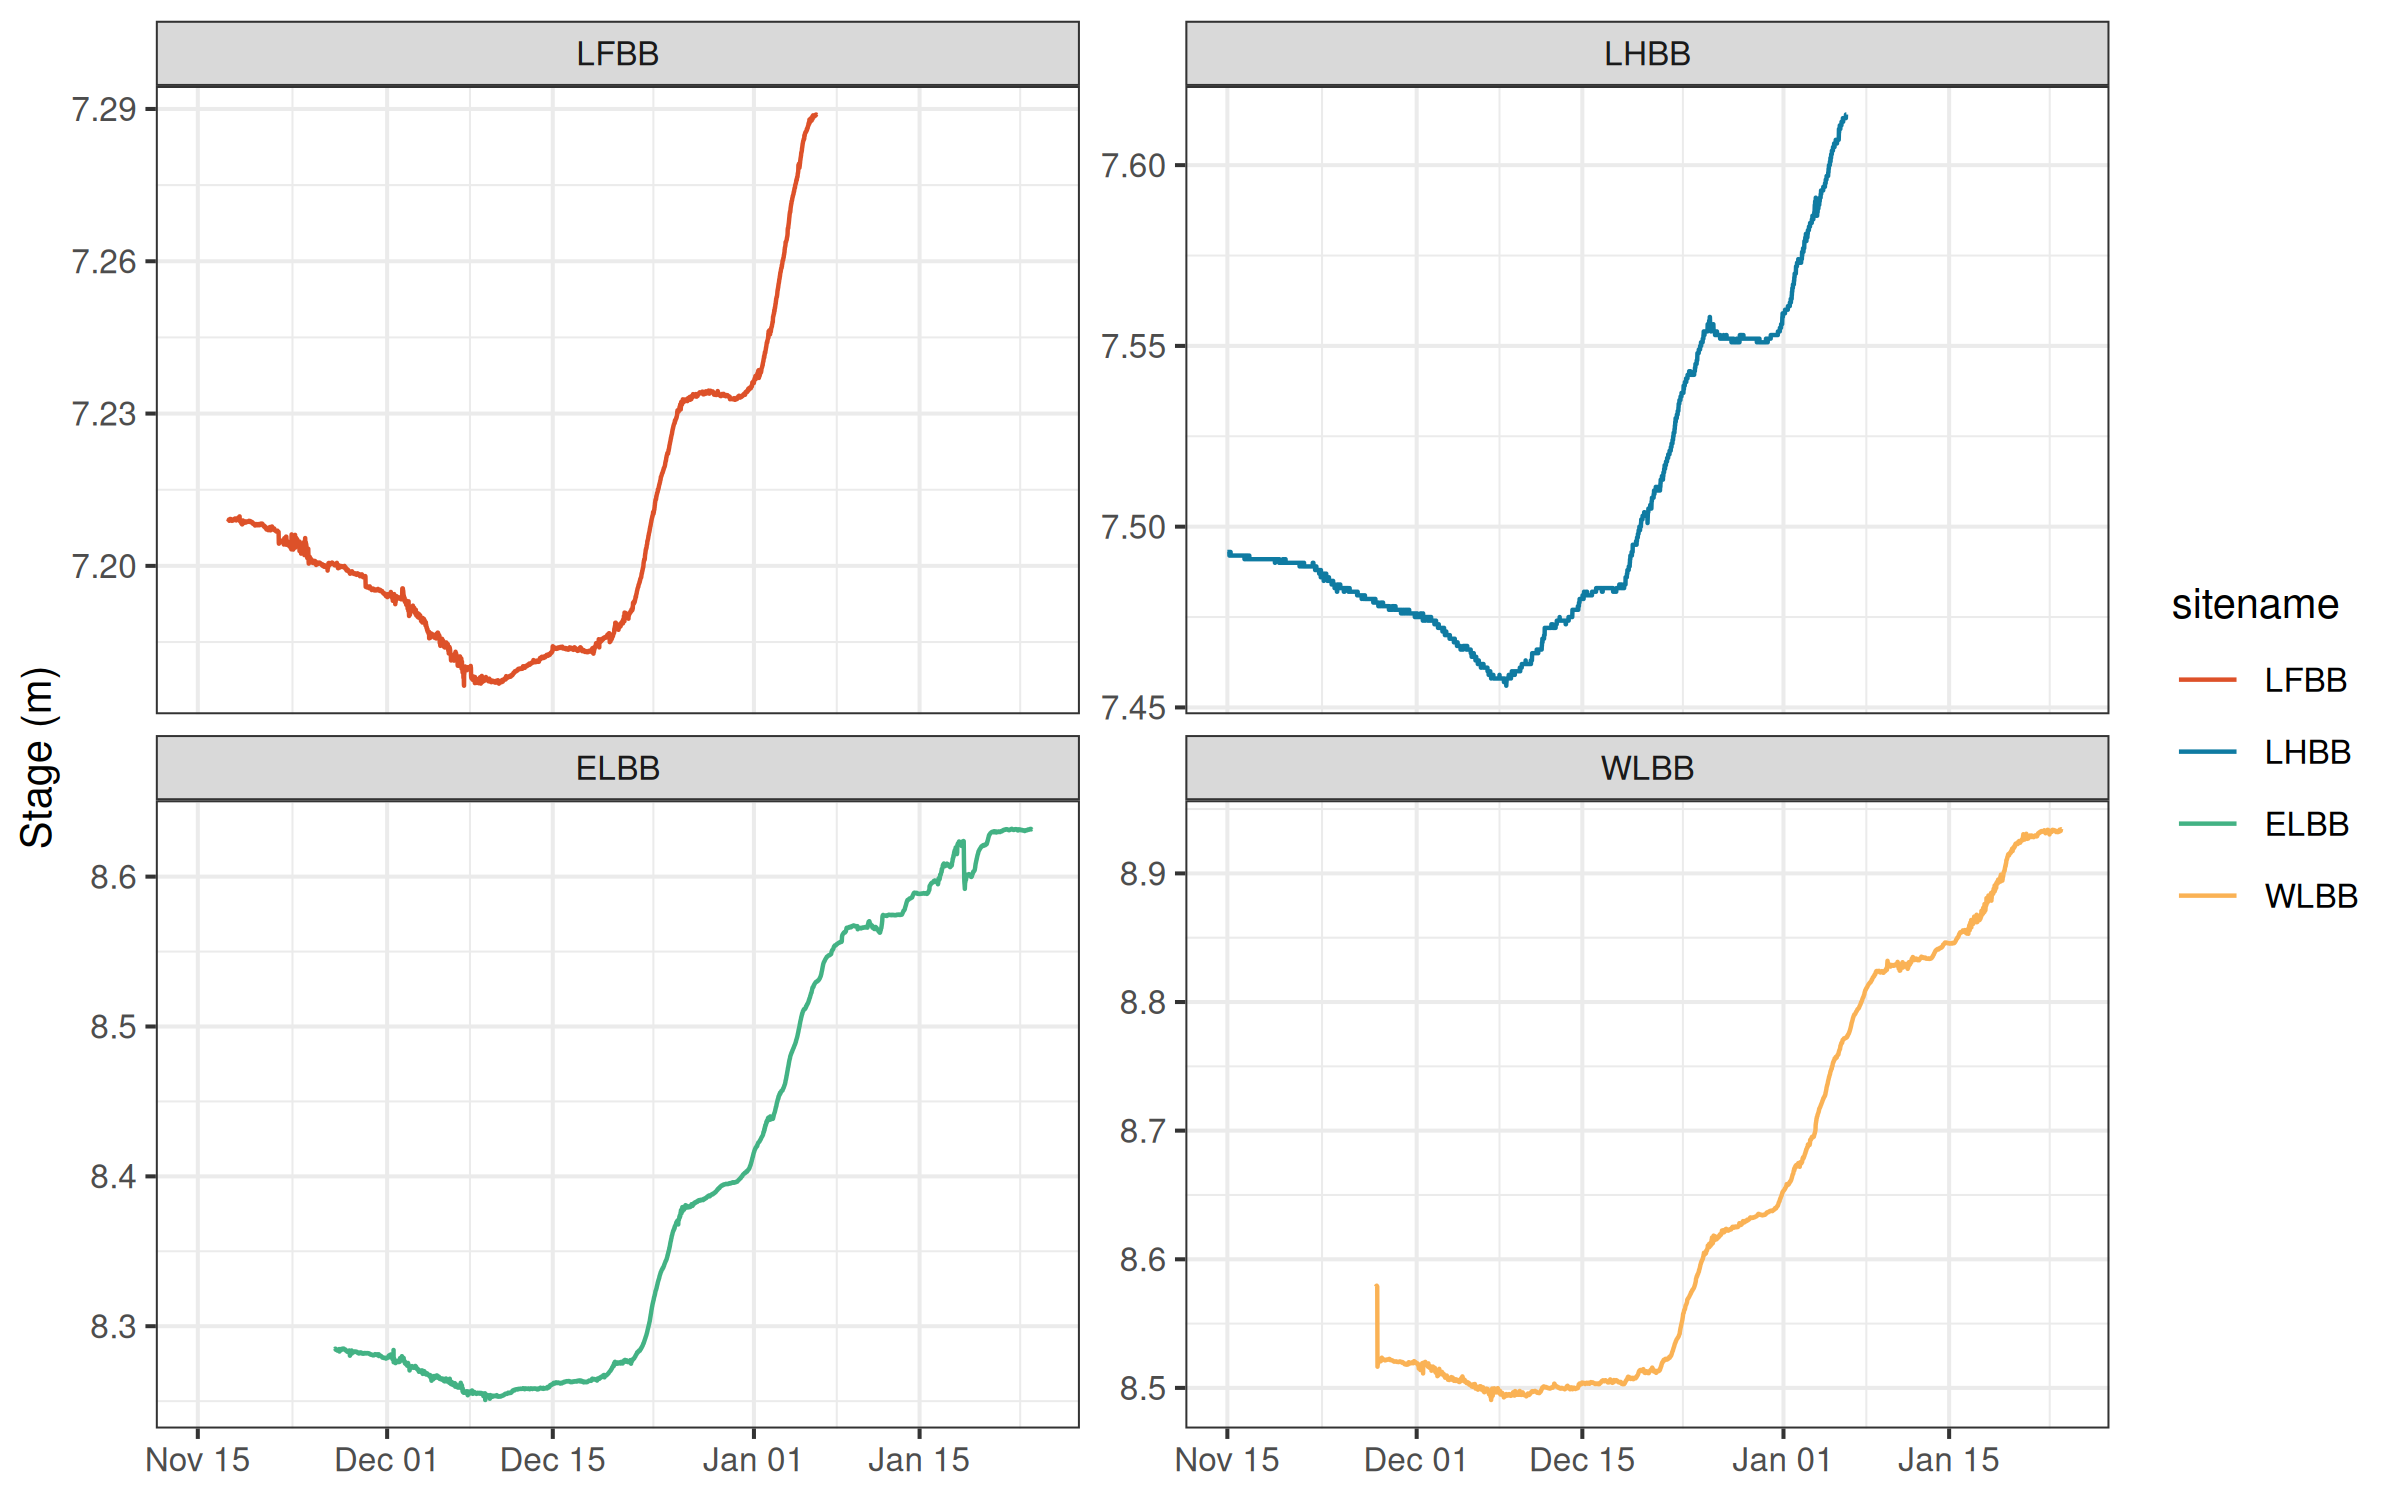 LFBB
LHBB
7.29
7.26
7.23
7.20
7.60
7.55
7.50
7.45
Stage (m)
ELBB
WLBB
8.6
8.5
8.4
8.3
8.9
8.8
8.7
8.6
8.5
Nov 15 Dec 01 Dec 15 Jan 01 Jan 15
Nov 15 Dec 01 Dec 15 Jan 01 Jan 15
sitename
LFBB
LHBB
ELBB
WLBB